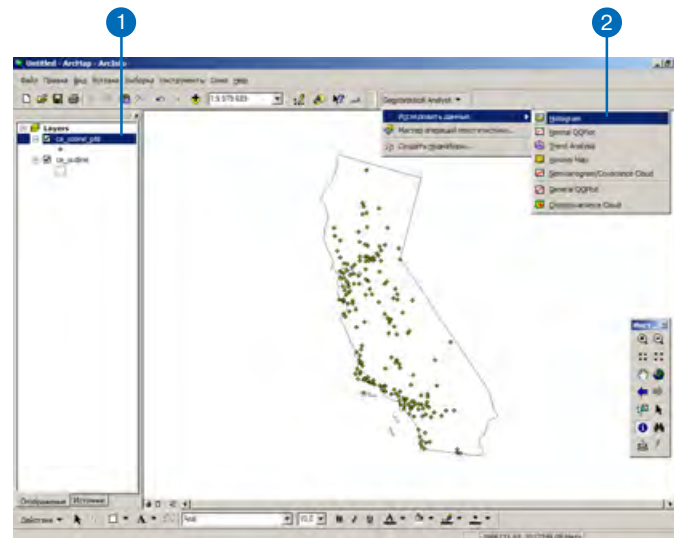 1
2
Untitled - ArcMap - ArcInfo
Файл Правка Вид Вставка Выборка Инструменты Окно Help
Geostatistical Analyst
Исследовать данные
Мастер операций геостатистики...
Создать
Histogram
Normal QQPlot
Trend Analysis
Voronoi Map
Semivariogram/Covariance Cloud
General QQPlot
Crosscovariance Cloud
Layers
ca_ozone_pts
ca_outline
Отображение Источник
Действия
10